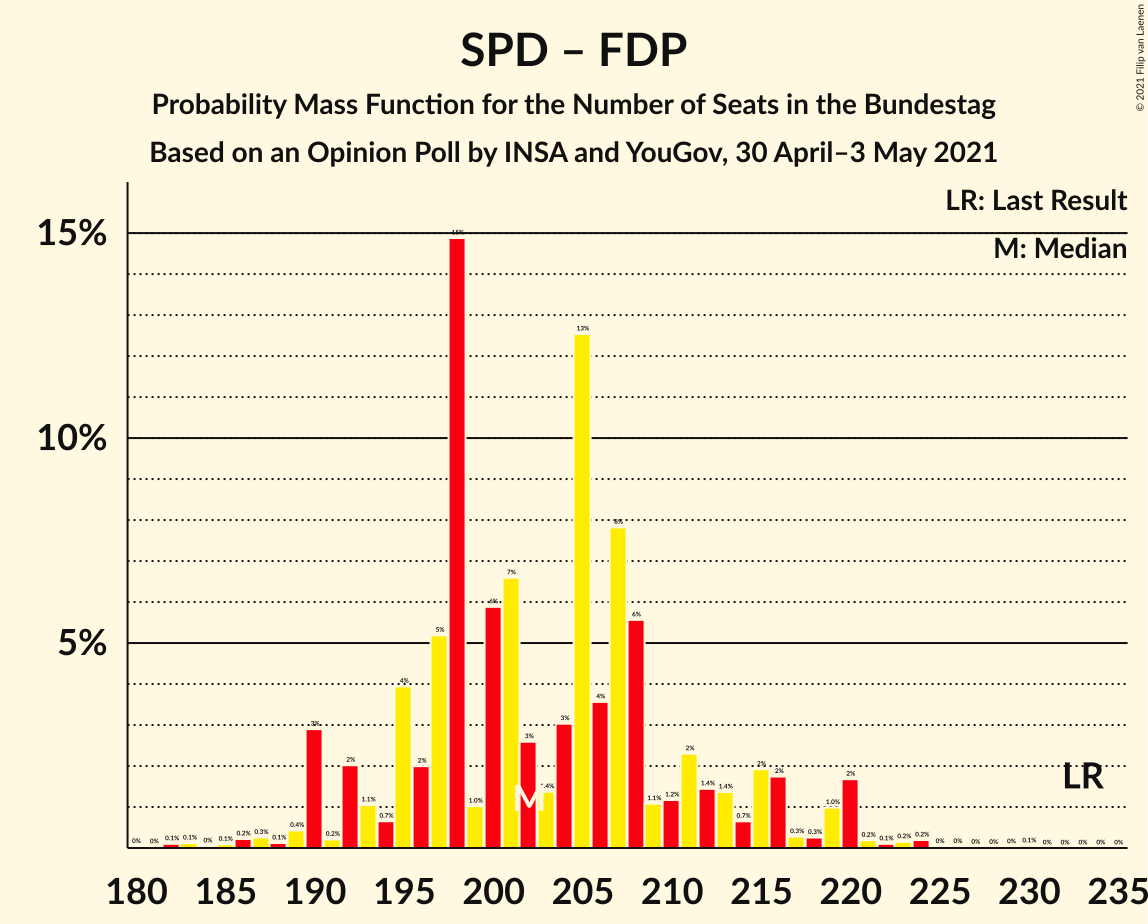 SPD – FDP
Probability Mass Function for the Number of Seats in the Bundestag
Based on an Opinion Poll by INSA and YouGov, 30 April–3 May 2021
© 2021 Filip van Laenen
LR: Last Result
M: Median
15%
10%
5%
0% 0% 0.1% 0.1% 0% 0.1% 0.2% 0.3% 0.1% 0.4% 3% 0.2% 2% 1.1% 0.7% 4% 2% 5% 15% 1.0% 6% 7% 3% 1.4% 3% 13% 4% 8% 6% 1.1% 1.2% 2% 1.4% 1.4% 0.7% 2% 2% 0.3% 0.3% 1.0% 2% 0.2% 0.1% 0.2% 0.2% 0% 0% 0% 0% 0% 0.1% 0% 0% 0% 0% 0%
M
LR
180 185 190 195 200 205 210 215 220 225 230 235